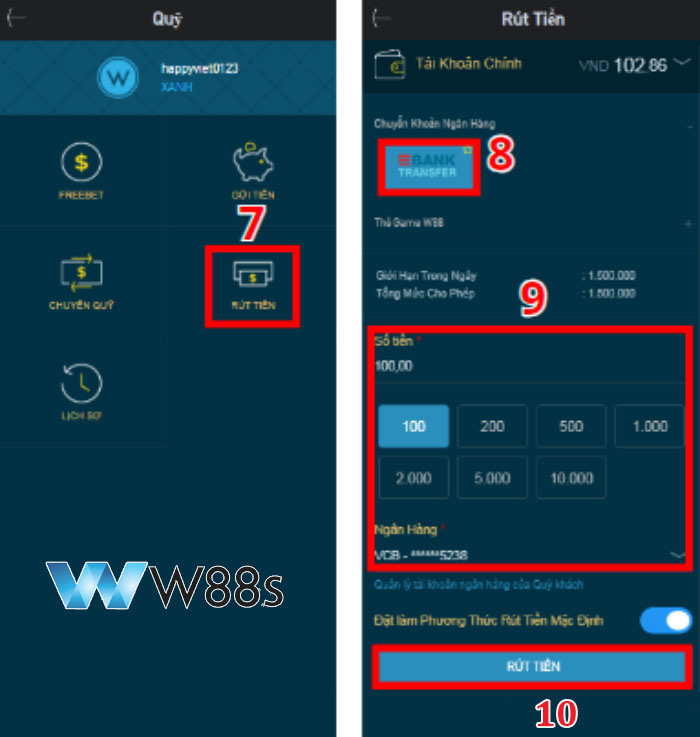 Quỹ
happyviet0123
XANH
FREEBET
GỬI TIỀN
7
CHUYỂN QUỸ
RÚT TIỀN
LỊCH SỬ
W88s
Rút Tiền
Tài Khoản Chính
VND 102.86
Chuyển Khoản Ngân Hàng
BANK
TRANSFER
8
Thẻ Game W88
Giới Hạn Trong Ngày : 1.500.000
Tổng Mức Cho Phép : 1.500.000
9
Số tiền *
100,00
100 200 500 1.000
2.000 5.000 10.000
Ngân Hàng *
VCB - ******5238
Quản lý tài khoản ngân hàng của Quý khách
Đặt làm Phương Thức Rút Tiền Mặc Định
RÚT TIỀN
10